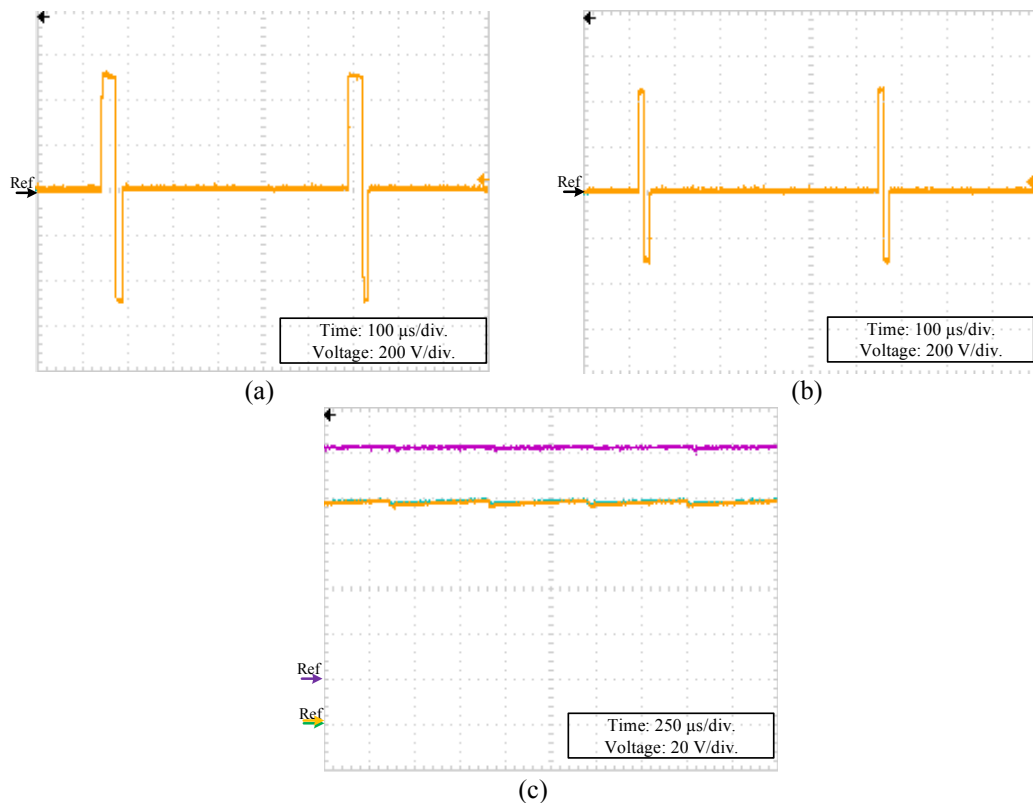 Ref
Time: 100 μs/div.
Voltage: 200 V/div.
(a)
Ref
Time: 100 μs/div.
Voltage: 200 V/div.
(b)
Ref
Ref
Time: 250 μs/div.
Voltage: 20 V/div.
(c)